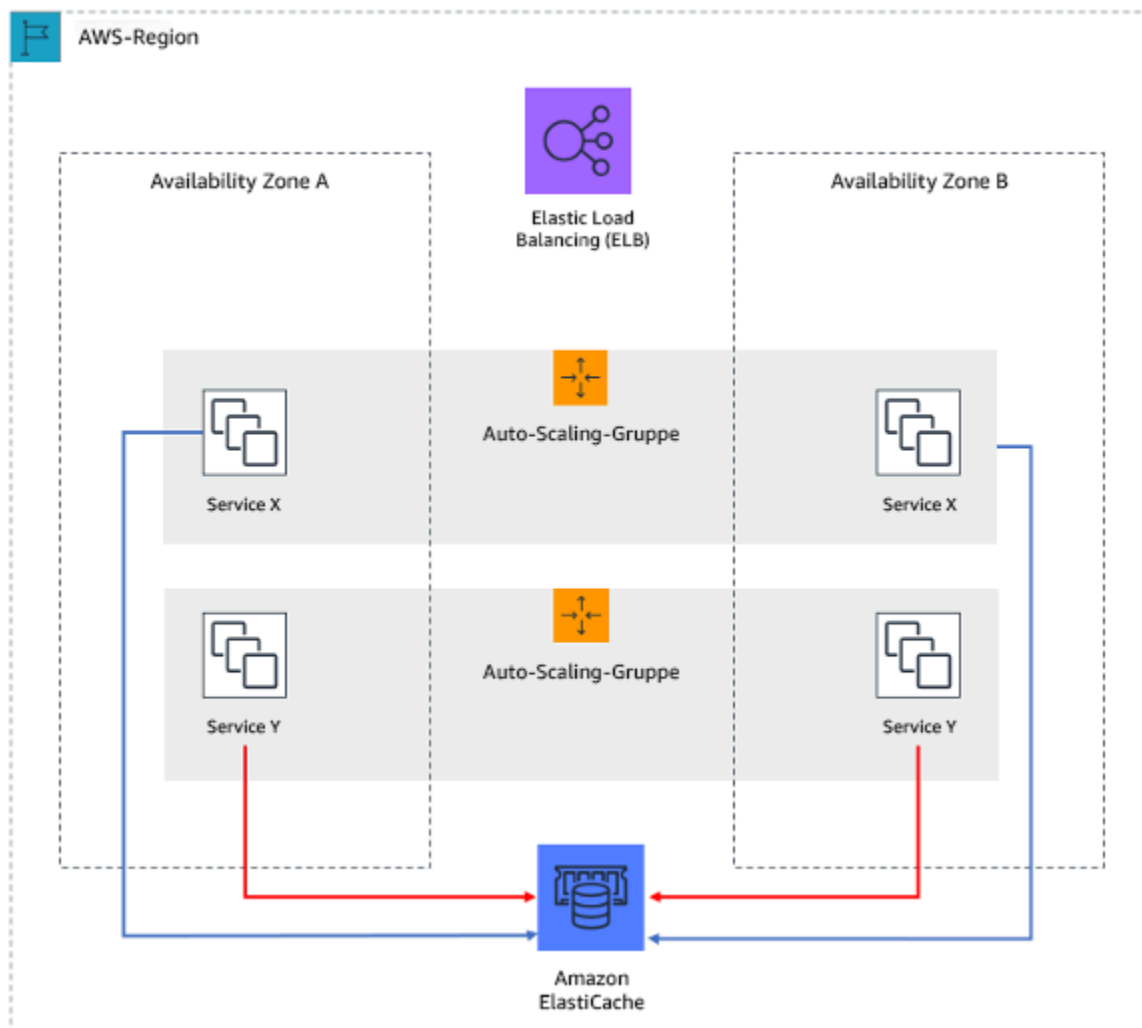 AWS-Region
Elastic Load
Balancing (ELB)
Availability Zone A
Availability Zone B
Auto-Scaling-Gruppe
Service X
Service X
Auto-Scaling-Gruppe
Service Y
Service Y
Amazon
ElastiCache